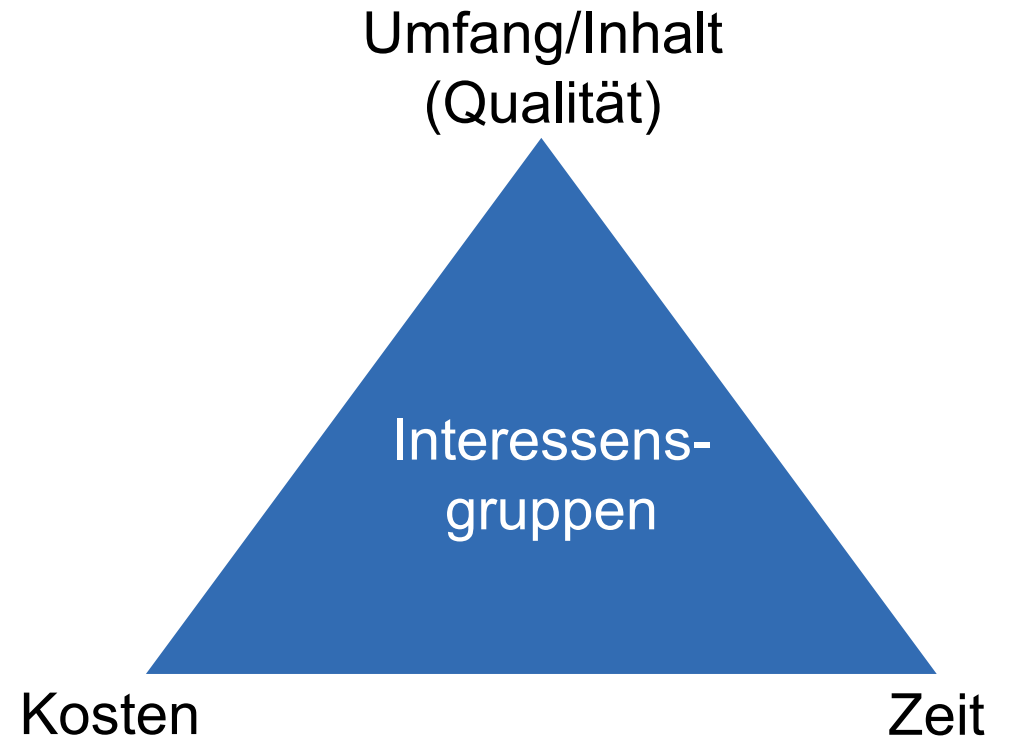 Umfang/Inhalt
(Qualität)
Interessens-
gruppen
Kosten
Zeit